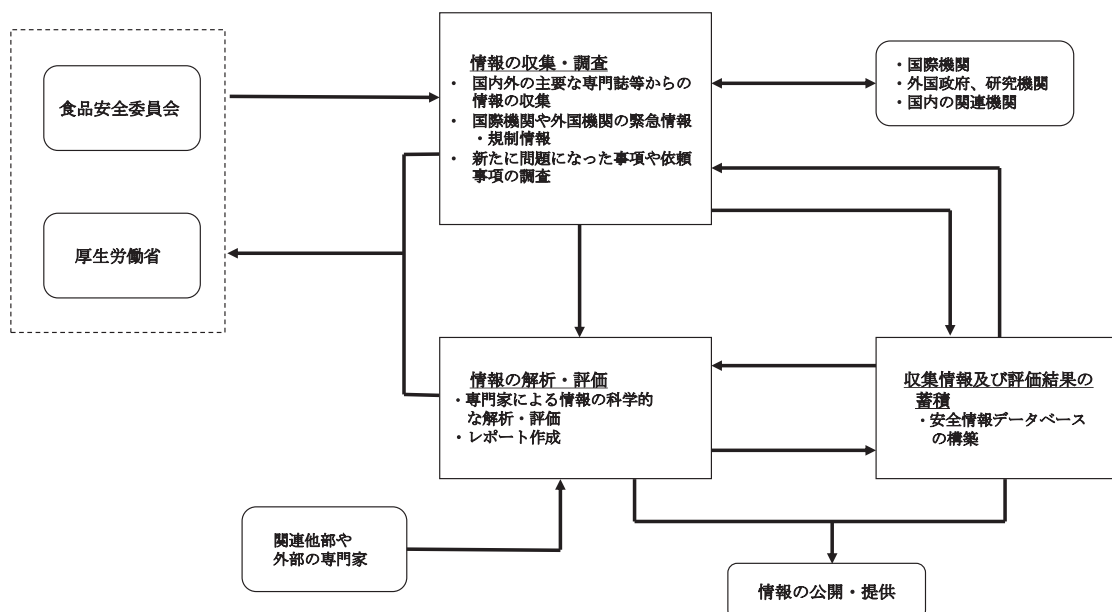 食品安全委員会
厚生労働省
情報の収集・調査
・ 国内外の主要な専門誌等からの
情報の収集
・ 国際機関や外国機関の緊急情報
・規制情報
・ 新たに問題になった事項や依頼
事項の調査
・国際機関
・外国政府、研究機関
・国内の関連機関
情報の解析・評価
・専門家による情報の科学的
な解析・評価
・レポート作成
収集情報及び評価結果の
蓄積
・安全情報データベース
の構築
関連他部や
外部の専門家
情報の公開・提供